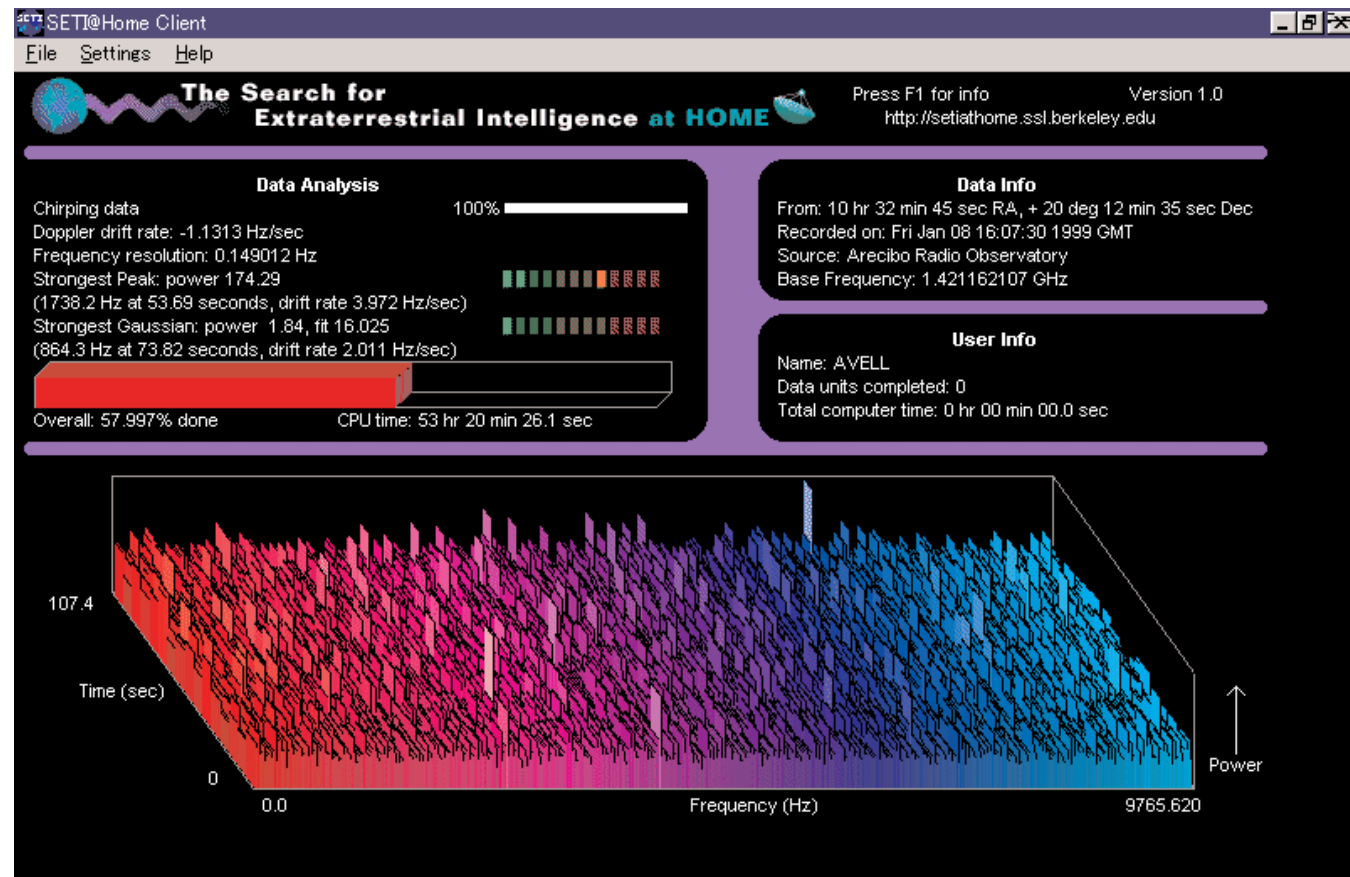 SETI@Home Client
File Settings Help
The Search for
Extraterrestrial Intelligence at HOME
Press F1 for info Version 1.0
http://setiathome.ssl.berkeley.edu
Data Analysis
Chirping data 100%
Doppler drift rate: -1.1313 Hz/sec
Frequency resolution: 0.149012 Hz
Strongest Peak: power 174.29
(1738.2 Hz at 53.69 seconds, drift rate 3.972 Hz/sec)
Strongest Gaussian: power 1.84, fit 16.025
(864.3 Hz at 73.82 seconds, drift rate 2.011 Hz/sec)
Overall: 57.997% done CPU time: 53 hr 20 min 26.1 sec
Data Info
From: 10 hr 32 min 45 sec RA, + 20 deg 12 min 35 sec Dec
Recorded on: Fri Jan 08 16:07:30 1999 GMT
Source: Arecibo Radio Observatory
Base Frequency: 1.421162107 GHz
User Info
Name: AVELL
Data units completed: 0
Total computer time: 0 hr 00 min 00.0 sec
107.4
Time (sec)
0
0.0 Frequency (Hz) 9765.620
Power